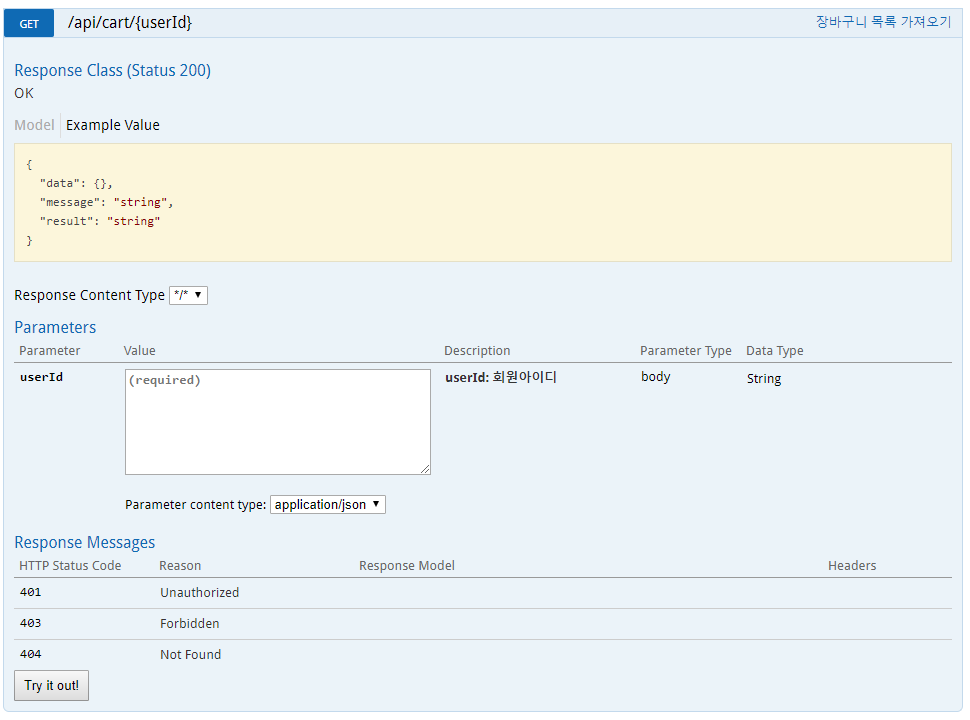 GET /api/cart/{userId} 장바구니 목록 가져오기
Response Class (Status 200)
OK
Model Example Value
{
"data": {},
"message": "string",
"result": "string"
}
Response Content Type */*
Parameters
Parameter Value Description Parameter Type Data Type
userId (required) userId: 회원아이디 body String
Parameter content type: application/json
Response Messages
HTTP Status Code Reason Response Model Headers
401 Unauthorized
403 Forbidden
404 Not Found
Try it out!